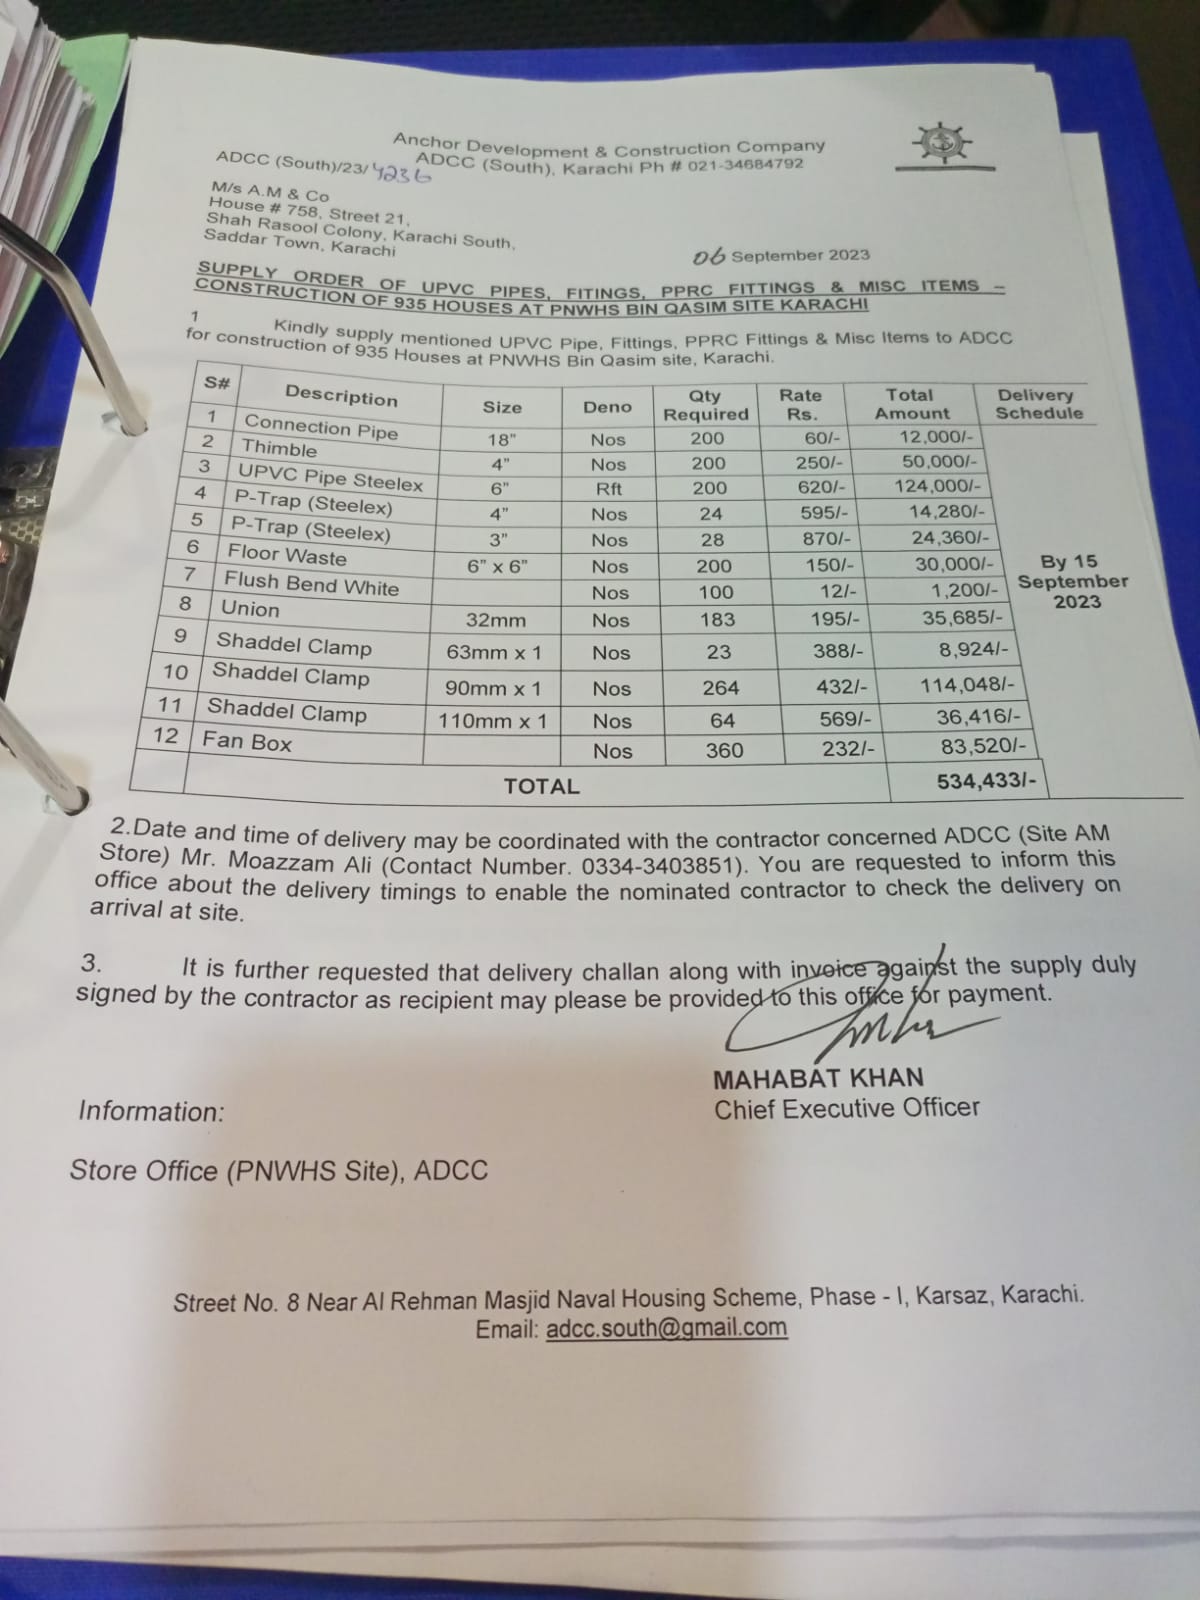 Anchor Development & Construction Company
ADCC (South), Karachi Ph # 021-34684792
ADCC (South)/23/4236
M/s A.M & Co
House # 758, Street 21,
Shah Rasool Colony, Karachi South,
Saddar Town, Karachi
06 September 2023
SUPPLY ORDER OF UPVC PIPES, FITINGS, PPRC FITTINGS & MISC ITEMS –
CONSTRUCTION OF 935 HOUSES AT PNWHS BIN QASIM SITE KARACHI
1 Kindly supply mentioned UPVC Pipe, Fittings, PPRC Fittings & Misc Items to ADCC
for construction of 935 Houses at PNWHS Bin Qasim site, Karachi.
S# Description Size Deno Qty Required Rate Rs. Total Amount Delivery Schedule
1 Connection Pipe 18" Nos 200 60/- 12,000/-
2 Thimble 4" Nos 200 250/- 50,000/-
3 UPVC Pipe Steelex 6" Rft 200 620/- 124,000/-
4 P-Trap (Steelex) 4" Nos 24 595/- 14,280/-
5 P-Trap (Steelex) 3" Nos 28 870/- 24,360/-
6 Floor Waste 6" x 6" Nos 200 150/- 30,000/-
7 Flush Bend White Nos 100 12/- 1,200/-
8 Union 32mm Nos 183 195/- 35,685/-
9 Shaddel Clamp 63mm x 1 Nos 23 388/- 8,924/-
10 Shaddel Clamp 90mm x 1 Nos 264 432/- 114,048/-
11 Shaddel Clamp 110mm x 1 Nos 64 569/- 36,416/-
12 Fan Box Nos 360 232/- 83,520/-
TOTAL 534,433/-
By 15
September
2023
2.Date and time of delivery may be coordinated with the contractor concerned ADCC (Site AM
Store) Mr. Moazzam Ali (Contact Number. 0334-3403851). You are requested to inform this
office about the delivery timings to enable the nominated contractor to check the delivery on
arrival at site.
3. It is further requested that delivery challan along with invoice against the supply duly
signed by the contractor as recipient may please be provided to this office for payment.
MAHABAT KHAN
Chief Executive Officer
Information:
Store Office (PNWHS Site), ADCC
Street No. 8 Near Al Rehman Masjid Naval Housing Scheme, Phase - I, Karsaz, Karachi.
Email: adcc.south@gmail.com